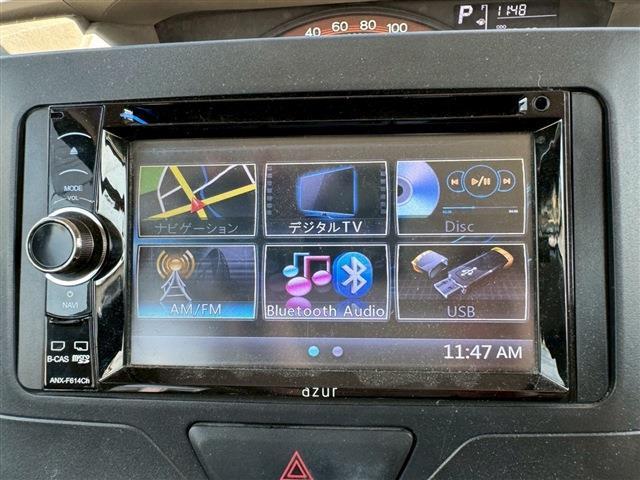 P 11:48
40 60 80 100
MODE
VOL
NAVI
B-CAS micro
ANX-F614Ch
ナビゲーション
デジタルTV
Disc
AM/FM
Bluetooth Audio
USB
11:47 AM
azur